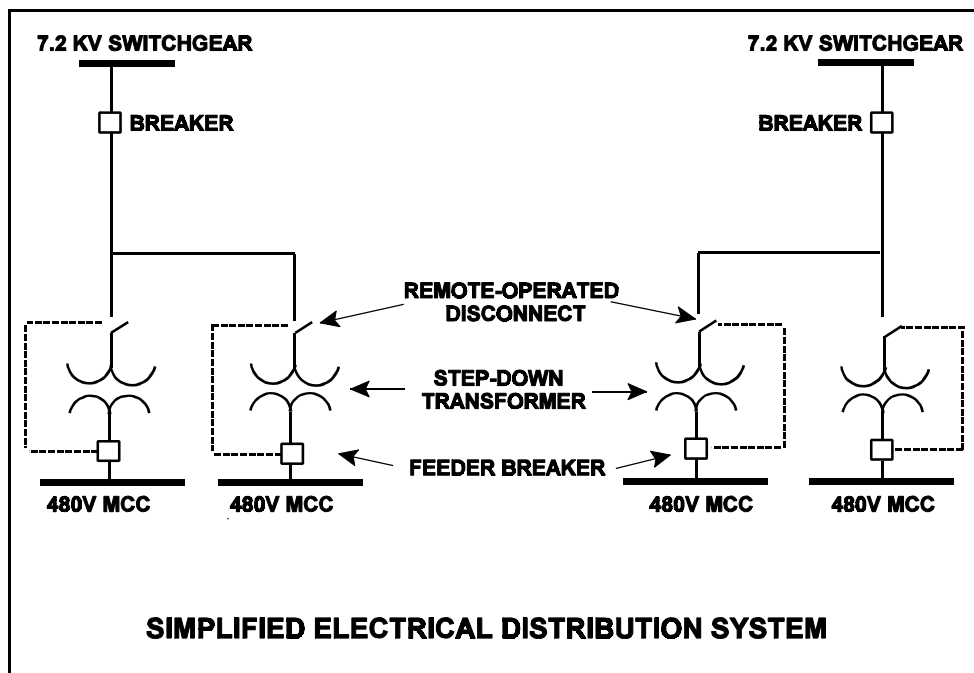 7.2 KV SWITCHGEAR
7.2 KV SWITCHGEAR
BREAKER
BREAKER
REMOTE-OPERATED
DISCONNECT
STEP-DOWN
TRANSFORMER
FEEDER BREAKER
480V MCC
480V MCC
480V MCC
480V MCC
SIMPLIFIED ELECTRICAL DISTRIBUTION SYSTEM